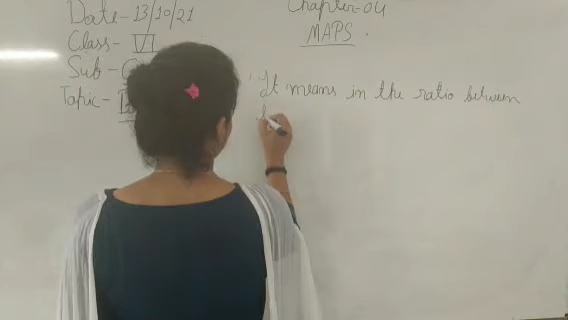 Date - 13/10/21
Chapter-04
Class - VI
MAPS.
Sub -
Topic -
It means in the ratio between